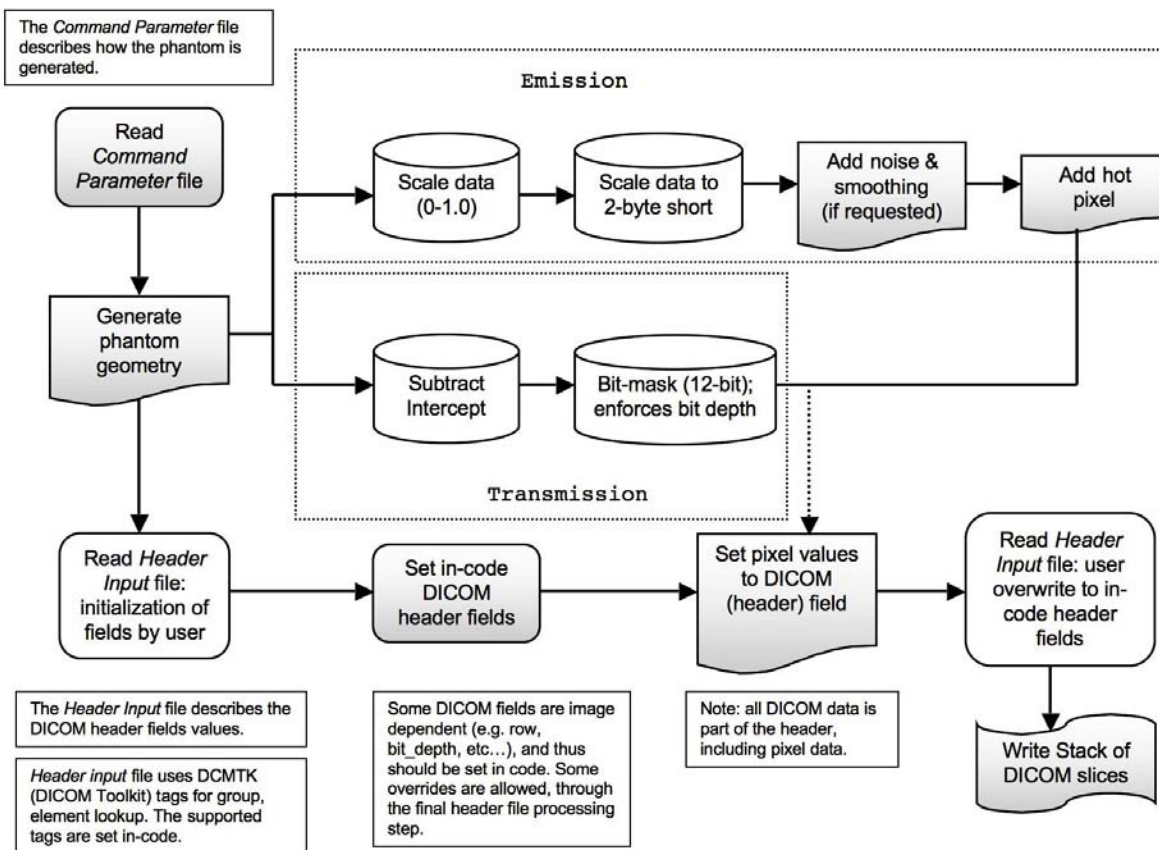 The Command Parameter file
describes how the phantom is
generated.
Emission
Read
Command
Parameter file
Scale data
(0-1.0)
Scale data to
2-byte short
Add noise &
smoothing
(if requested)
Add hot
pixel
Generate
phantom
geometry
Subtract
Intercept
Bit-mask (12-bit);
enforces bit depth
Transmission
Read Header
Input file:
initialization of
fields by user
Set in-code
DICOM
header fields
Set pixel values
to DICOM
(header) field
Read Header
Input file: user
overwrite to in-
code header
fields
The Header Input file describes the
DICOM header fields values.
Header input file uses DCMTK
(DICOM Toolkit) tags for group,
element lookup. The supported
tags are set in-code.
Some DICOM fields are image
dependent (e.g. row,
bit_depth, etc...), and thus
should be set in code. Some
overrides are allowed, through
the final header file processing
step.
Note: all DICOM data is
part of the header,
including pixel data.
Write Stack of
DICOM slices